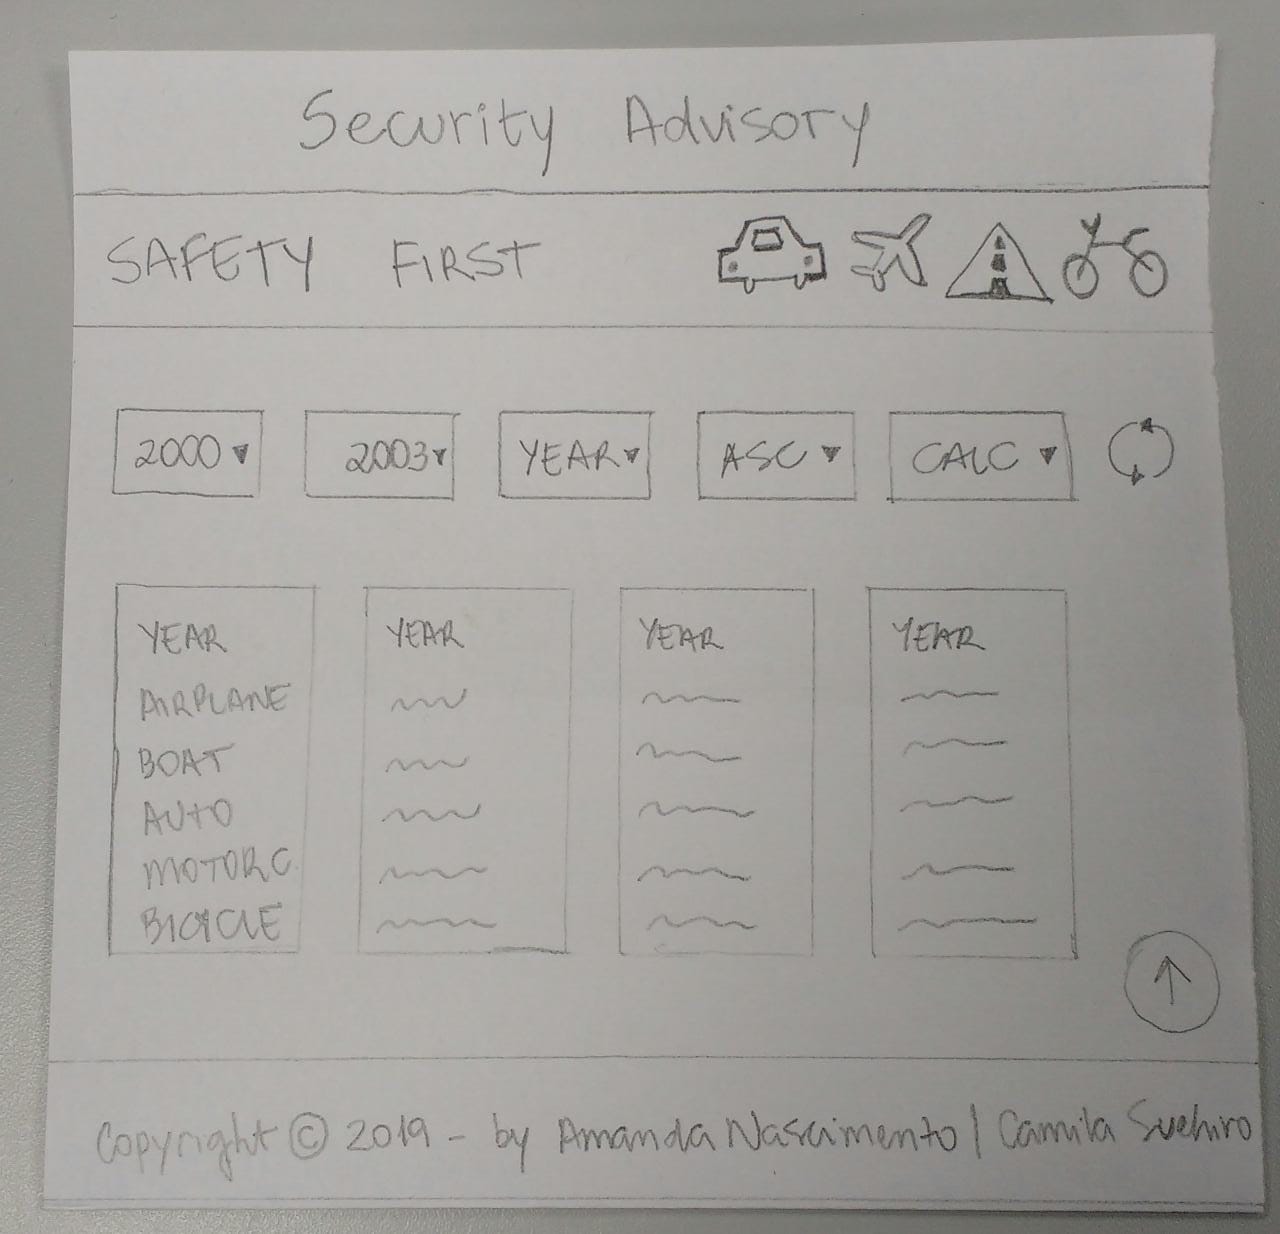 Security Advisory
SAFETY FIRST
2000 2003 YEAR ASC CALC
YEAR YEAR YEAR YEAR
AIRPLANE
BOAT
AUTO
MOTORC.
BICYCLE
Copyright © 2019 - by Amanda Nascimento | Camila Suehiro